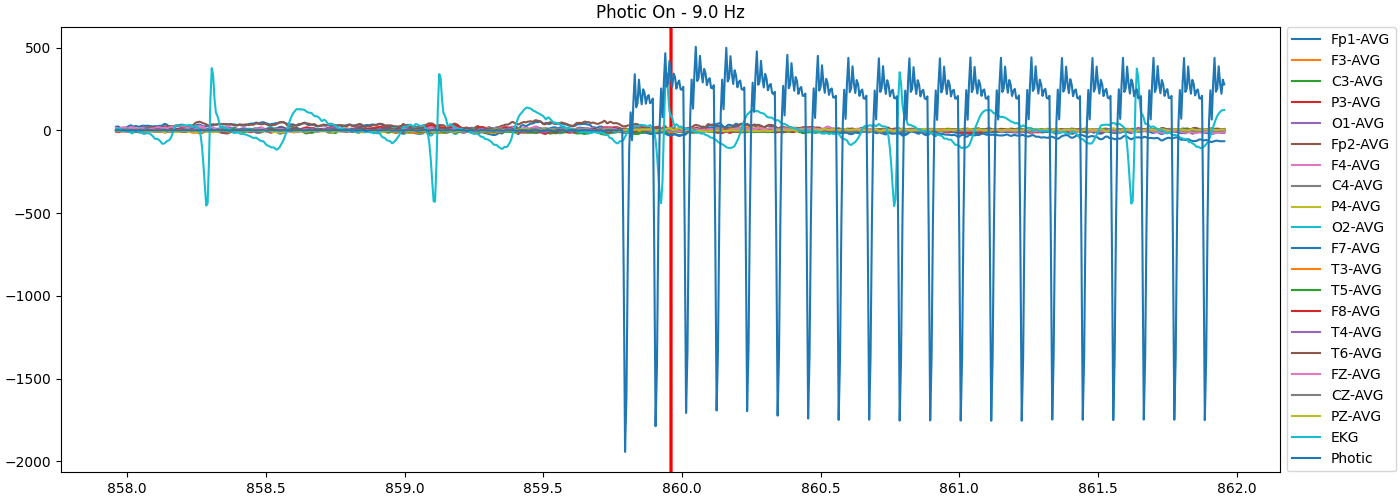 Photic On - 9.0 Hz
500
0
−500
−1000
−1500
−2000
858.0 858.5 859.0 859.5 860.0 860.5 861.0 861.5 862.0
Fp1-AVG
F3-AVG
C3-AVG
P3-AVG
O1-AVG
Fp2-AVG
F4-AVG
C4-AVG
P4-AVG
O2-AVG
F7-AVG
T3-AVG
T5-AVG
F8-AVG
T4-AVG
T6-AVG
FZ-AVG
CZ-AVG
PZ-AVG
EKG
Photic